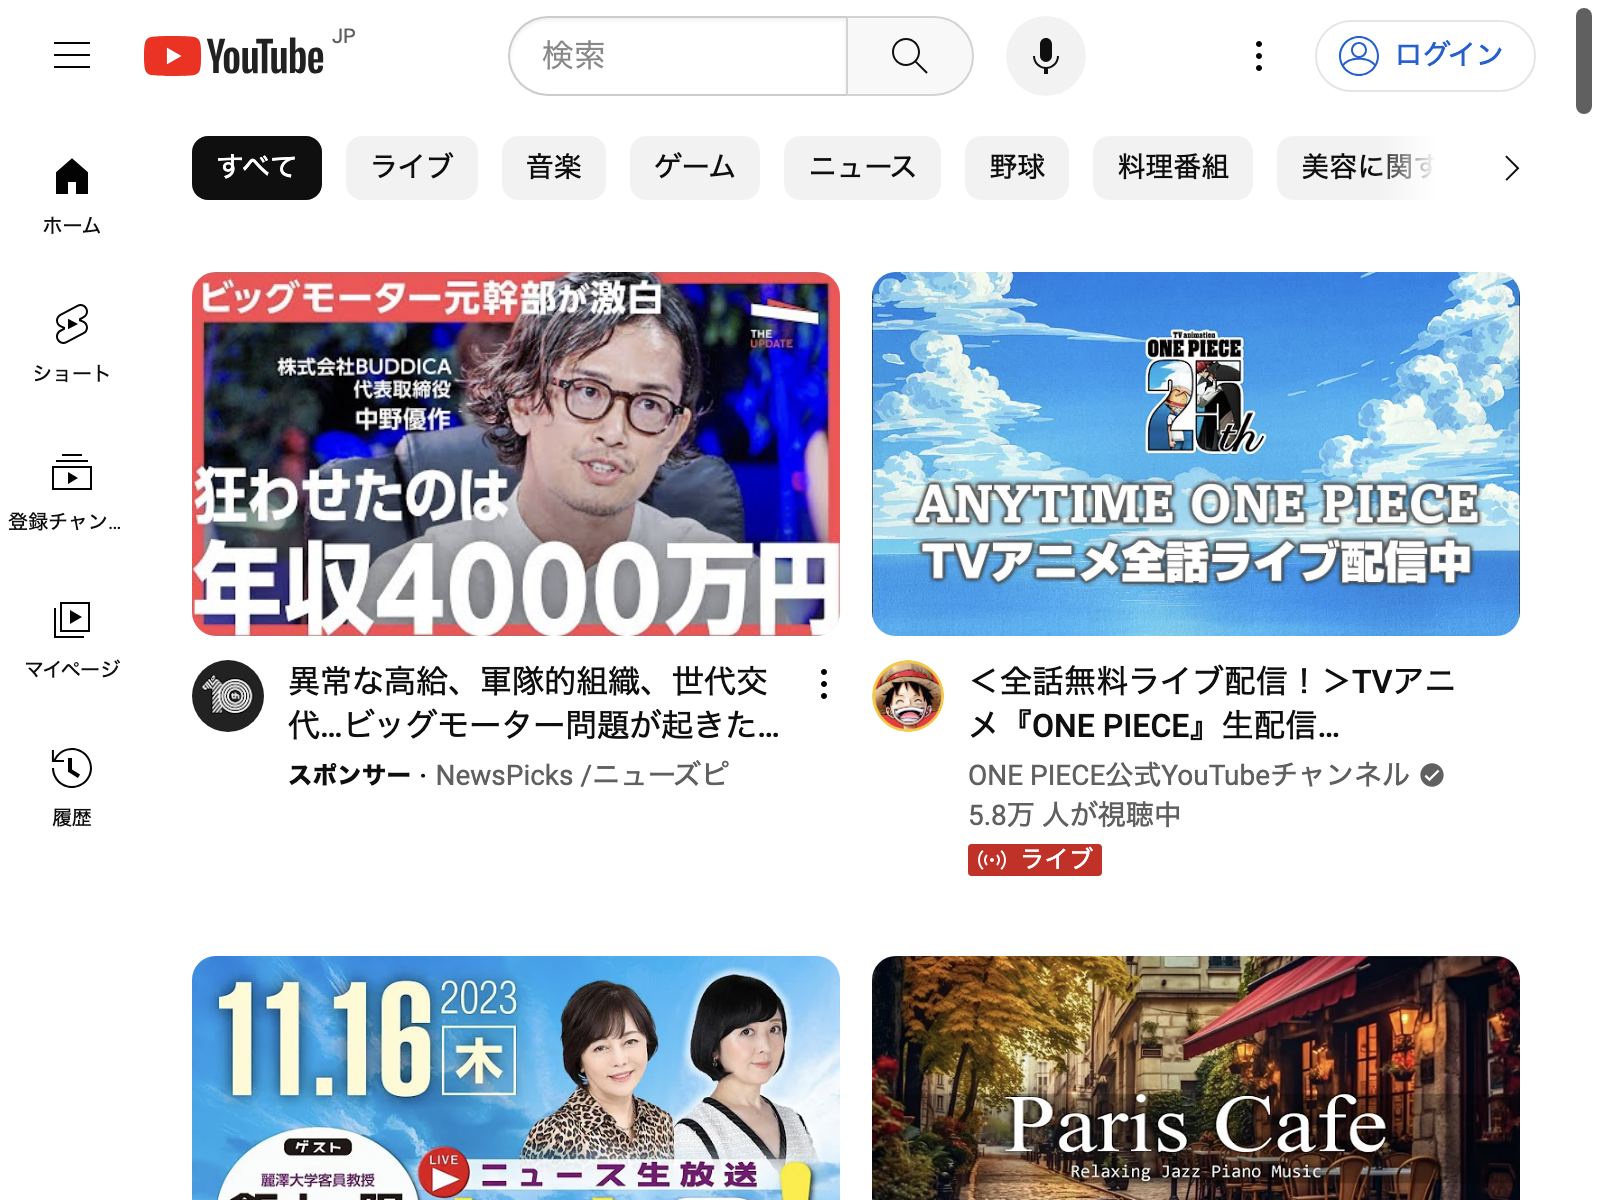 YouTube JP
検索
ログイン
すべて
ライブ
音楽
ゲーム
ニュース
野球
料理番組
美容に関す
ホーム
ショート
登録チャン...
マイページ
履歴
ビッグモーター元幹部が激白
THE
UPDATE
株式会社BUDDICA
代表取締役
中野優作
狂わせたのは
年収4000万円
異常な高給、軍隊的組織、世代交
代...ビッグモーター問題が起きた...
スポンサー · NewsPicks /ニューズピ
TV animation
ONE PIECE
25th
ANYTIME ONE PIECE
TVアニメ全話ライブ配信中
＜全話無料ライブ配信！＞TVアニ
メ『ONE PIECE』生配信...
ONE PIECE公式YouTubeチャンネル
5.8万 人が視聴中
ライブ
11.16
2023
木
ゲスト
麗澤大学客員教授
LIVE
ニュース生放送
Paris Cafe
Relaxing Jazz Piano Music